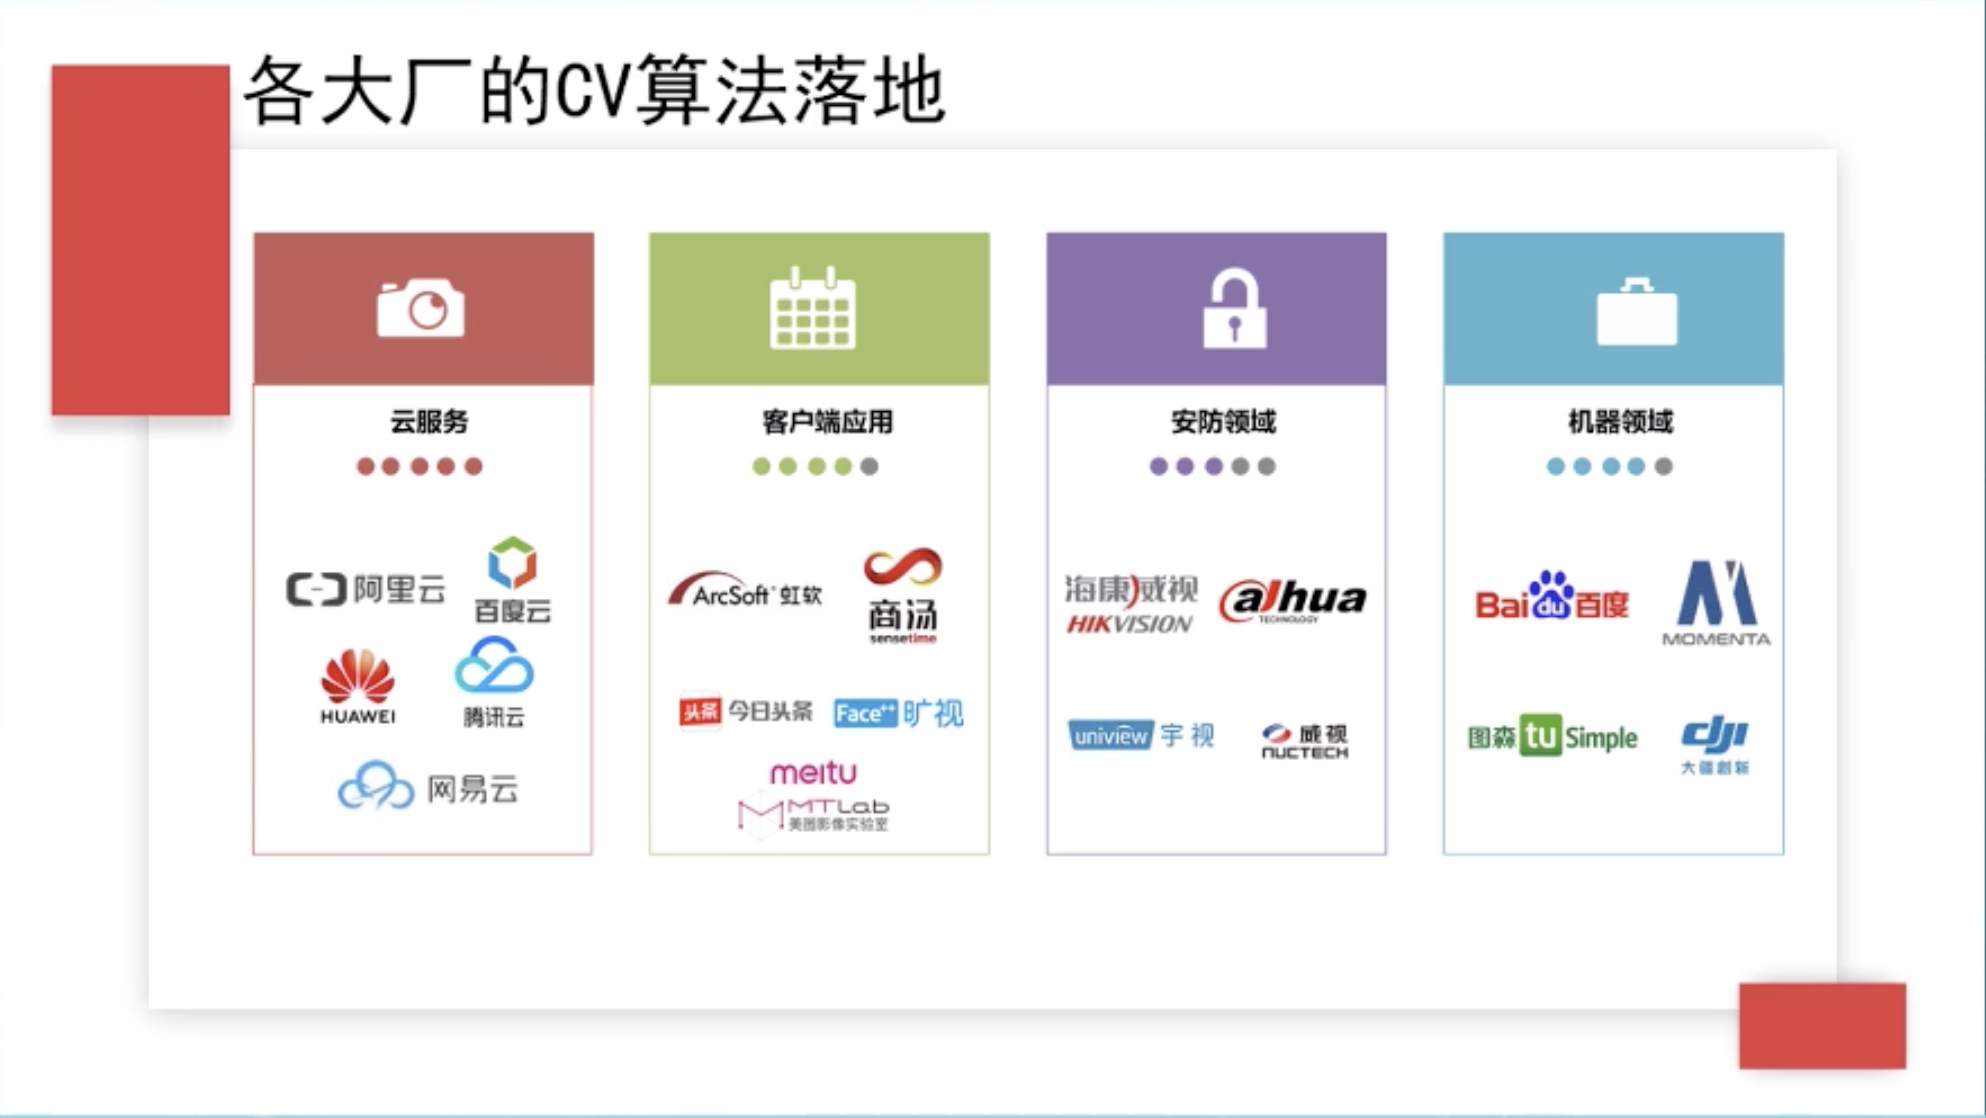 各大厂的CV算法落地
云服务
阿里云
百度云
HUAWEI
腾讯云
网易云
客户端应用
ArcSoft 虹软
商汤
sensetime
头条 今日头条
Face++ 旷视
meitu
MTLab
美图影像实验室
安防领域
海康威视
HIKVISION
alhua
TECHNOLOGY
uniview 宇视
威视
NUCTECH
机器领域
Bai du 百度
MOMENTA
图森 tu Simple
dji
大疆创新